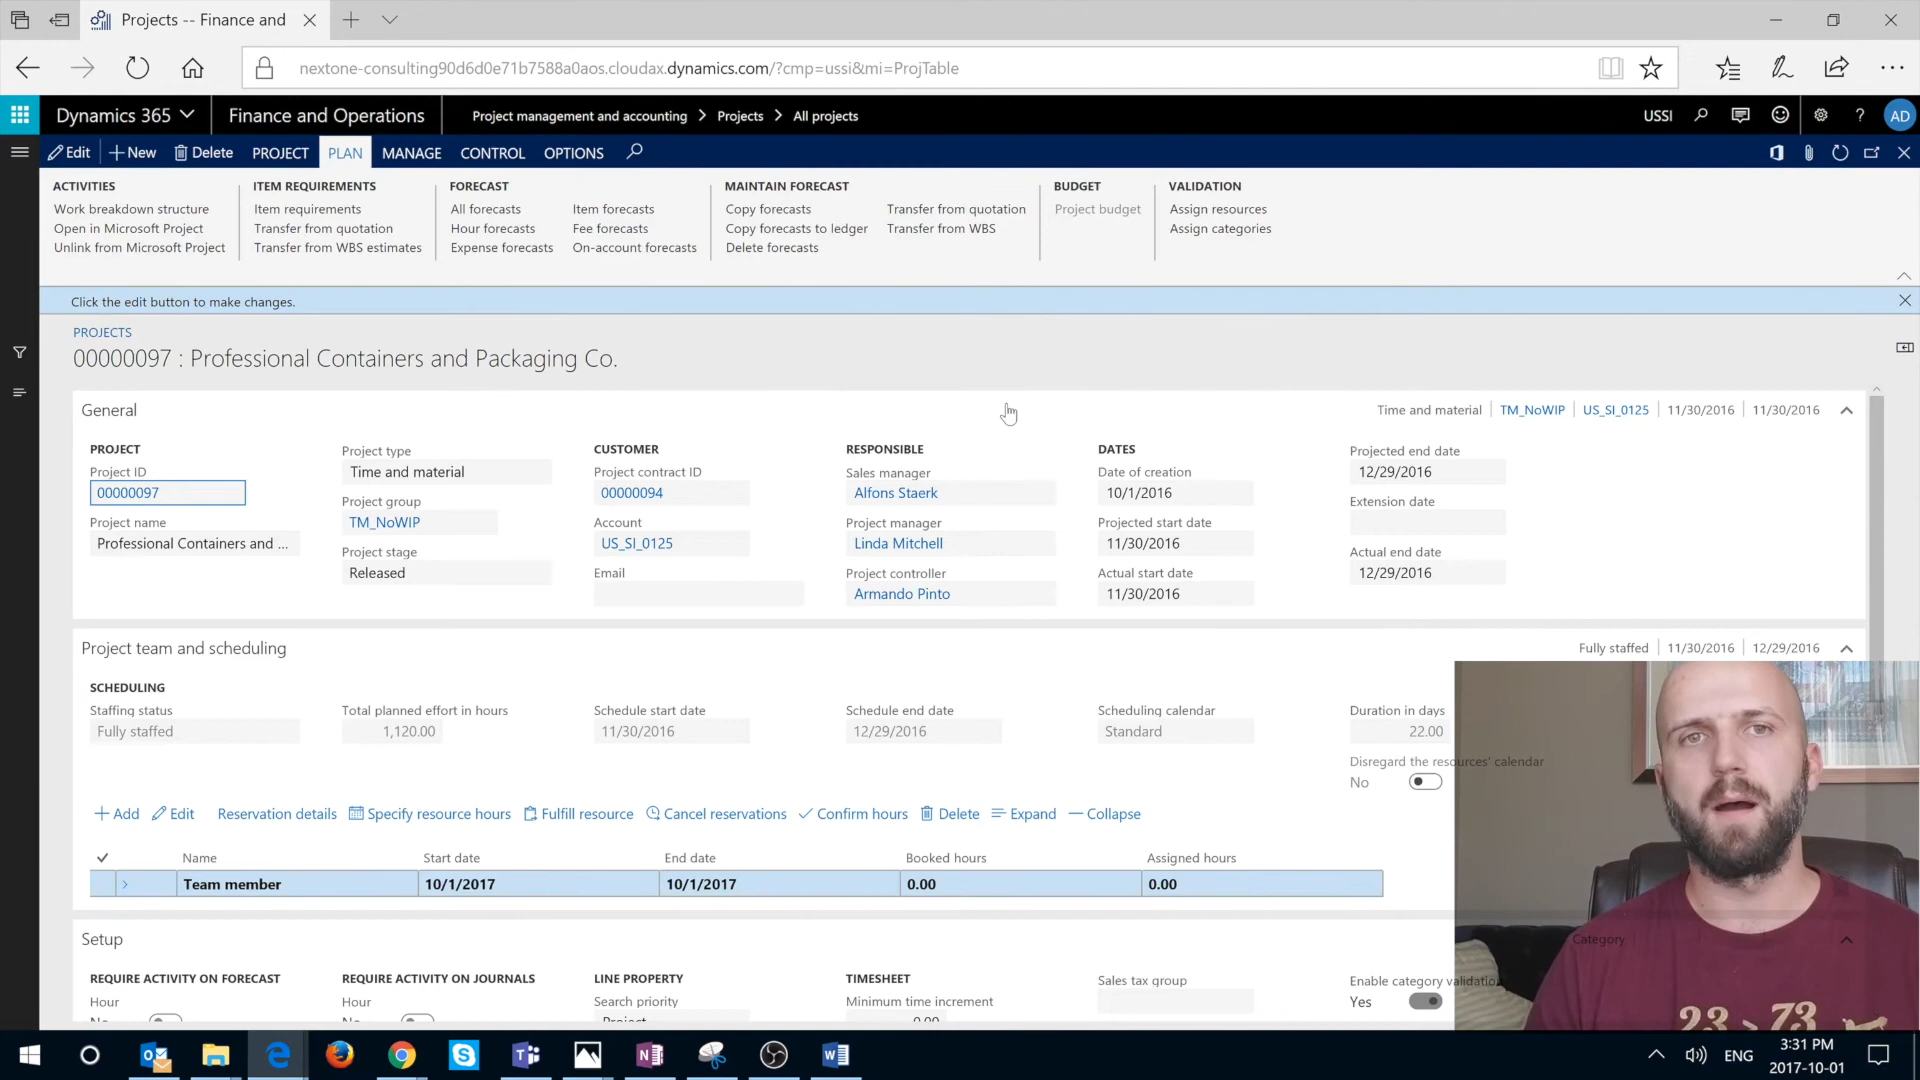 Projects -- Finance and
nextone-consulting90d6d0e71b7588a0aos.cloudax.dynamics.com/?cmp=ussi&mi=ProjTable
Dynamics 365 Finance and Operations Project management and accounting > Projects > All projects USSI ? AD
Edit + New Delete PROJECT PLAN MANAGE CONTROL OPTIONS
ACTIVITIES ITEM REQUIREMENTS FORECAST MAINTAIN FORECAST BUDGET VALIDATION
Work breakdown structure Item requirements All forecasts Item forecasts Copy forecasts Transfer from quotation Project budget Assign resources
Open in Microsoft Project Transfer from quotation Hour forecasts Fee forecasts Copy forecasts to ledger Transfer from WBS Assign categories
Unlink from Microsoft Project Transfer from WBS estimates Expense forecasts On-account forecasts Delete forecasts
Click the edit button to make changes.
PROJECTS
00000097 : Professional Containers and Packaging Co.
General Time and material TM_NoWIP US_SI_0125 11/30/2016 11/30/2016
PROJECT Project type CUSTOMER RESPONSIBLE DATES Projected end date
Project ID Time and material Project contract ID Sales manager Date of creation 12/29/2016
00000097 Project group 00000094 Alfons Staerk 10/1/2016 Extension date
Project name TM_NoWIP Account Project manager Projected start date
Professional Containers and ... Project stage US_SI_0125 Linda Mitchell 11/30/2016 Actual end date
Released Email Project controller Actual start date 12/29/2016
Armando Pinto 11/30/2016
Project team and scheduling Fully staffed 11/30/2016 12/29/2016
SCHEDULING
Staffing status Total planned effort in hours Schedule start date Schedule end date Scheduling calendar Duration in days
Fully staffed 1,120.00 11/30/2016 12/29/2016 Standard 22.00
Disregard the resources' calendar
No
+ Add Edit Reservation details Specify resource hours Fulfill resource Cancel reservations Confirm hours Delete Expand Collapse
Name Start date End date Booked hours Assigned hours
Team member 10/1/2017 10/1/2017 0.00 0.00
Setup Category
REQUIRE ACTIVITY ON FORECAST REQUIRE ACTIVITY ON JOURNALS LINE PROPERTY TIMESHEET Sales tax group Enable category validation
Hour Hour Search priority Minimum time increment Yes
No No Project 0.00
23 > 73
ENG 3:31 PM
2017-10-01